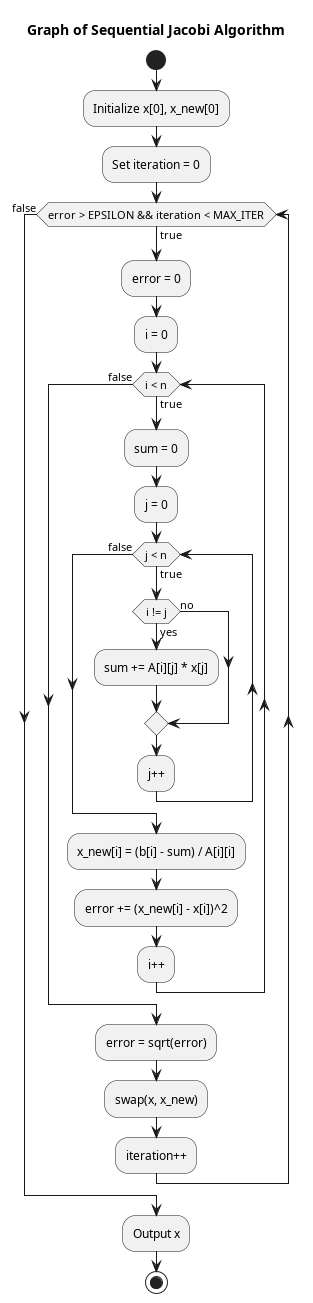 Graph of Sequential Jacobi Algorithm
Initialize x[0], x_new[0]
Set iteration = 0
false
error > EPSILON && iteration < MAX_ITER
true
error = 0
i = 0
false
i < n
true
sum = 0
j = 0
false
j < n
true
i != j
no
yes
sum += A[i][j] * x[j]
j++
x_new[i] = (b[i] - sum) / A[i][i]
error += (x_new[i] - x[i])^2
i++
error = sqrt(error)
swap(x, x_new)
iteration++
Output x